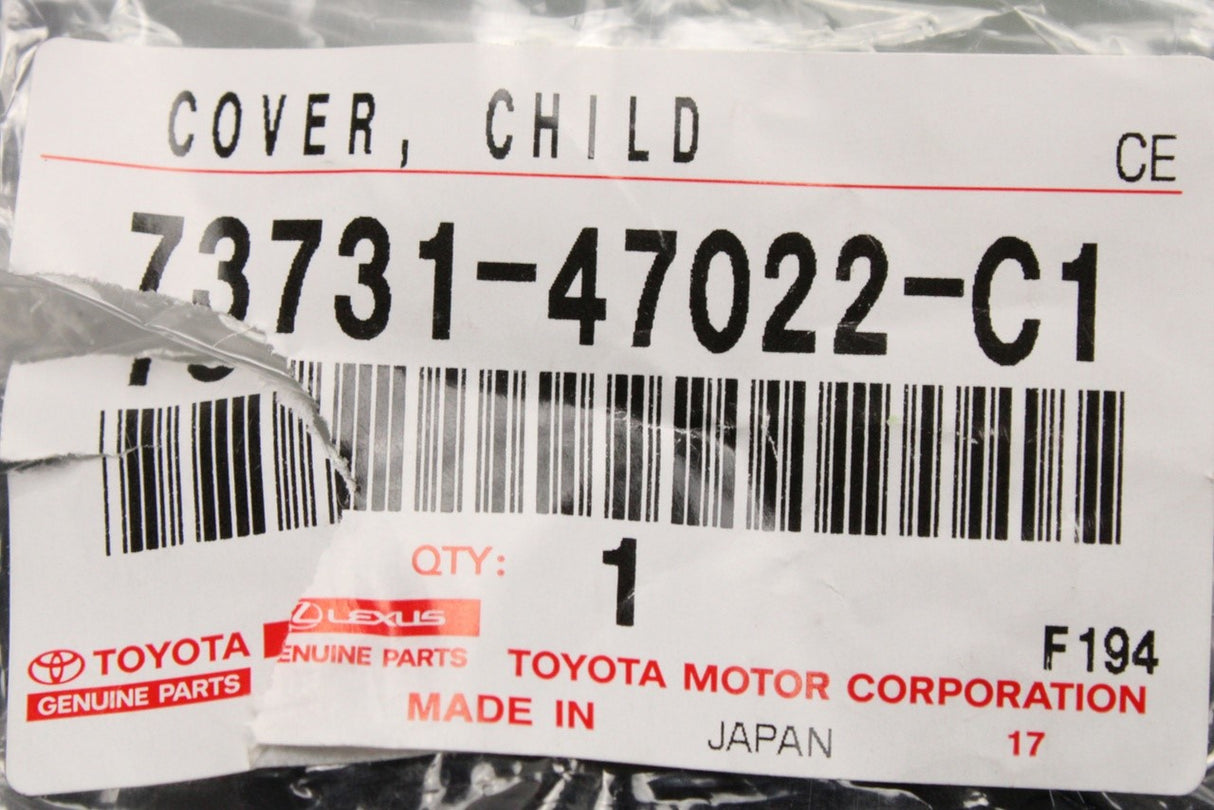 COVER, CHILD
CE
73731-47022-C1
QTY: 1
LEXUS
ENUINE PARTS
TOYOTA
GENUINE PARTS
F194
TOYOTA MOTOR CORPORATION
MADE IN JAPAN
17